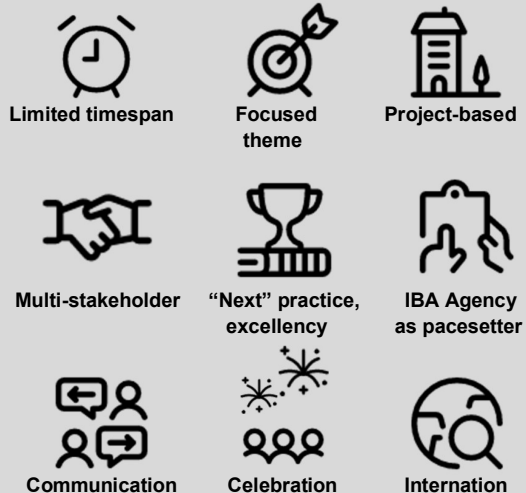 Limited timespan
Focused
theme
Project-based
Multi-stakeholder
“Next” practice,
excellency
IBA Agency
as pacesetter
Communication
Celebration
Internation